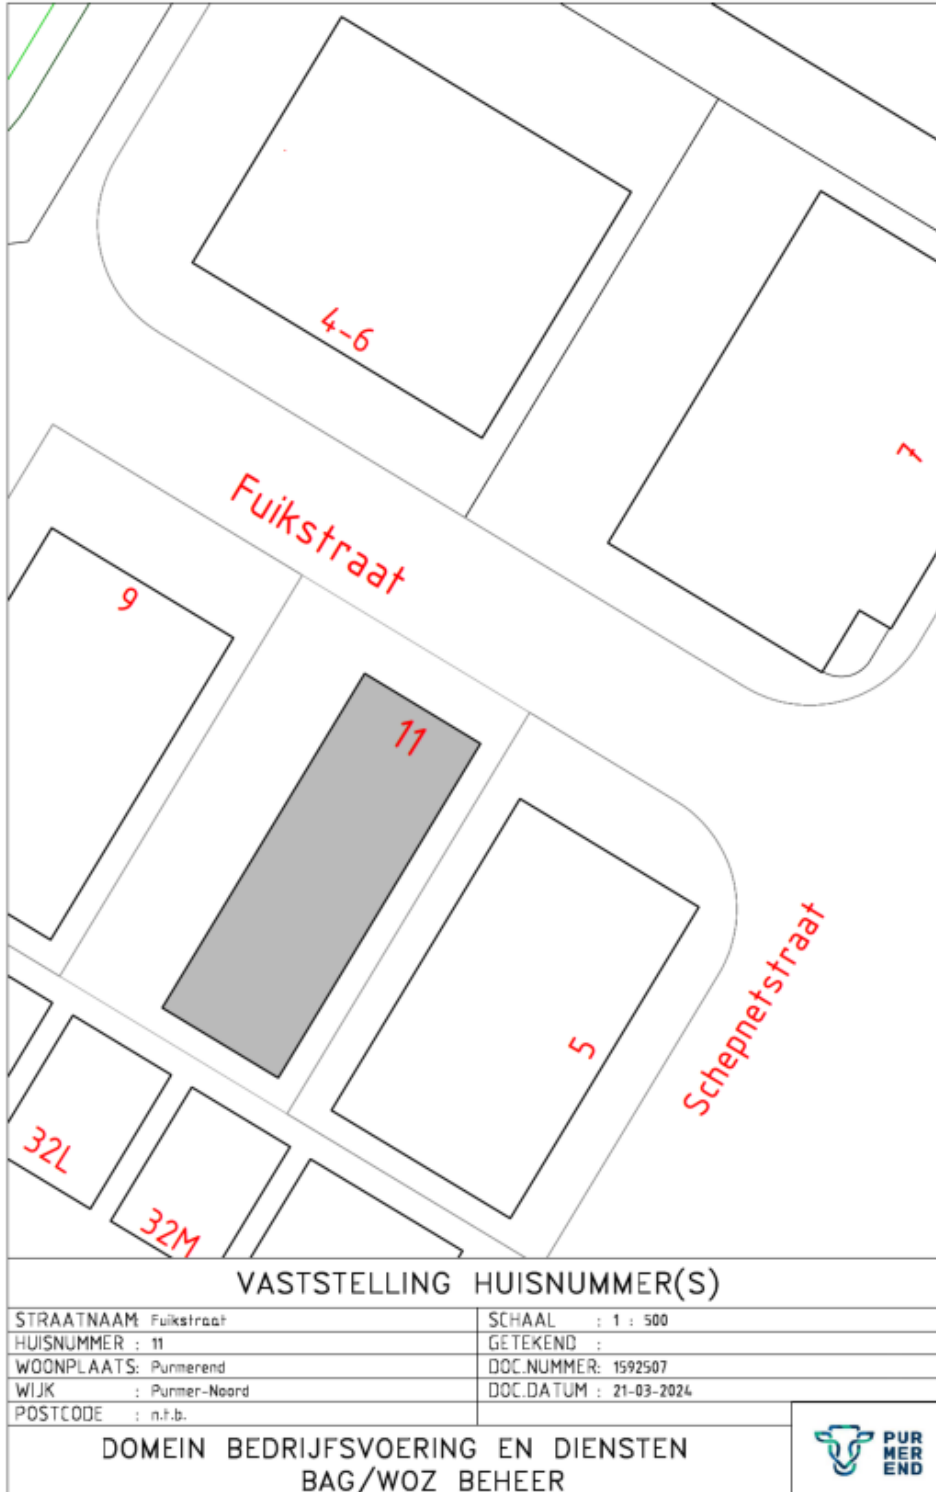 4-6
7
Fuikstraat
9
11
5
Schepnetstraat
32L
32M
VASTSTELLING HUISNUMMER(S)
STRAATNAAM: Fuikstraat
SCHAAL : 1 : 500
HUISNUMMER : 11
GETEKEND :
WOONPLAATS: Purmerend
DOC.NUMMER: 1592507
WIJK : Purmer-Noord
DOC.DATUM : 21-03-2024
POSTCODE : n.t.b.
DOMEIN BEDRIJFSVOERING EN DIENSTEN
BAG/WOZ BEHEER
PUR
MER
END